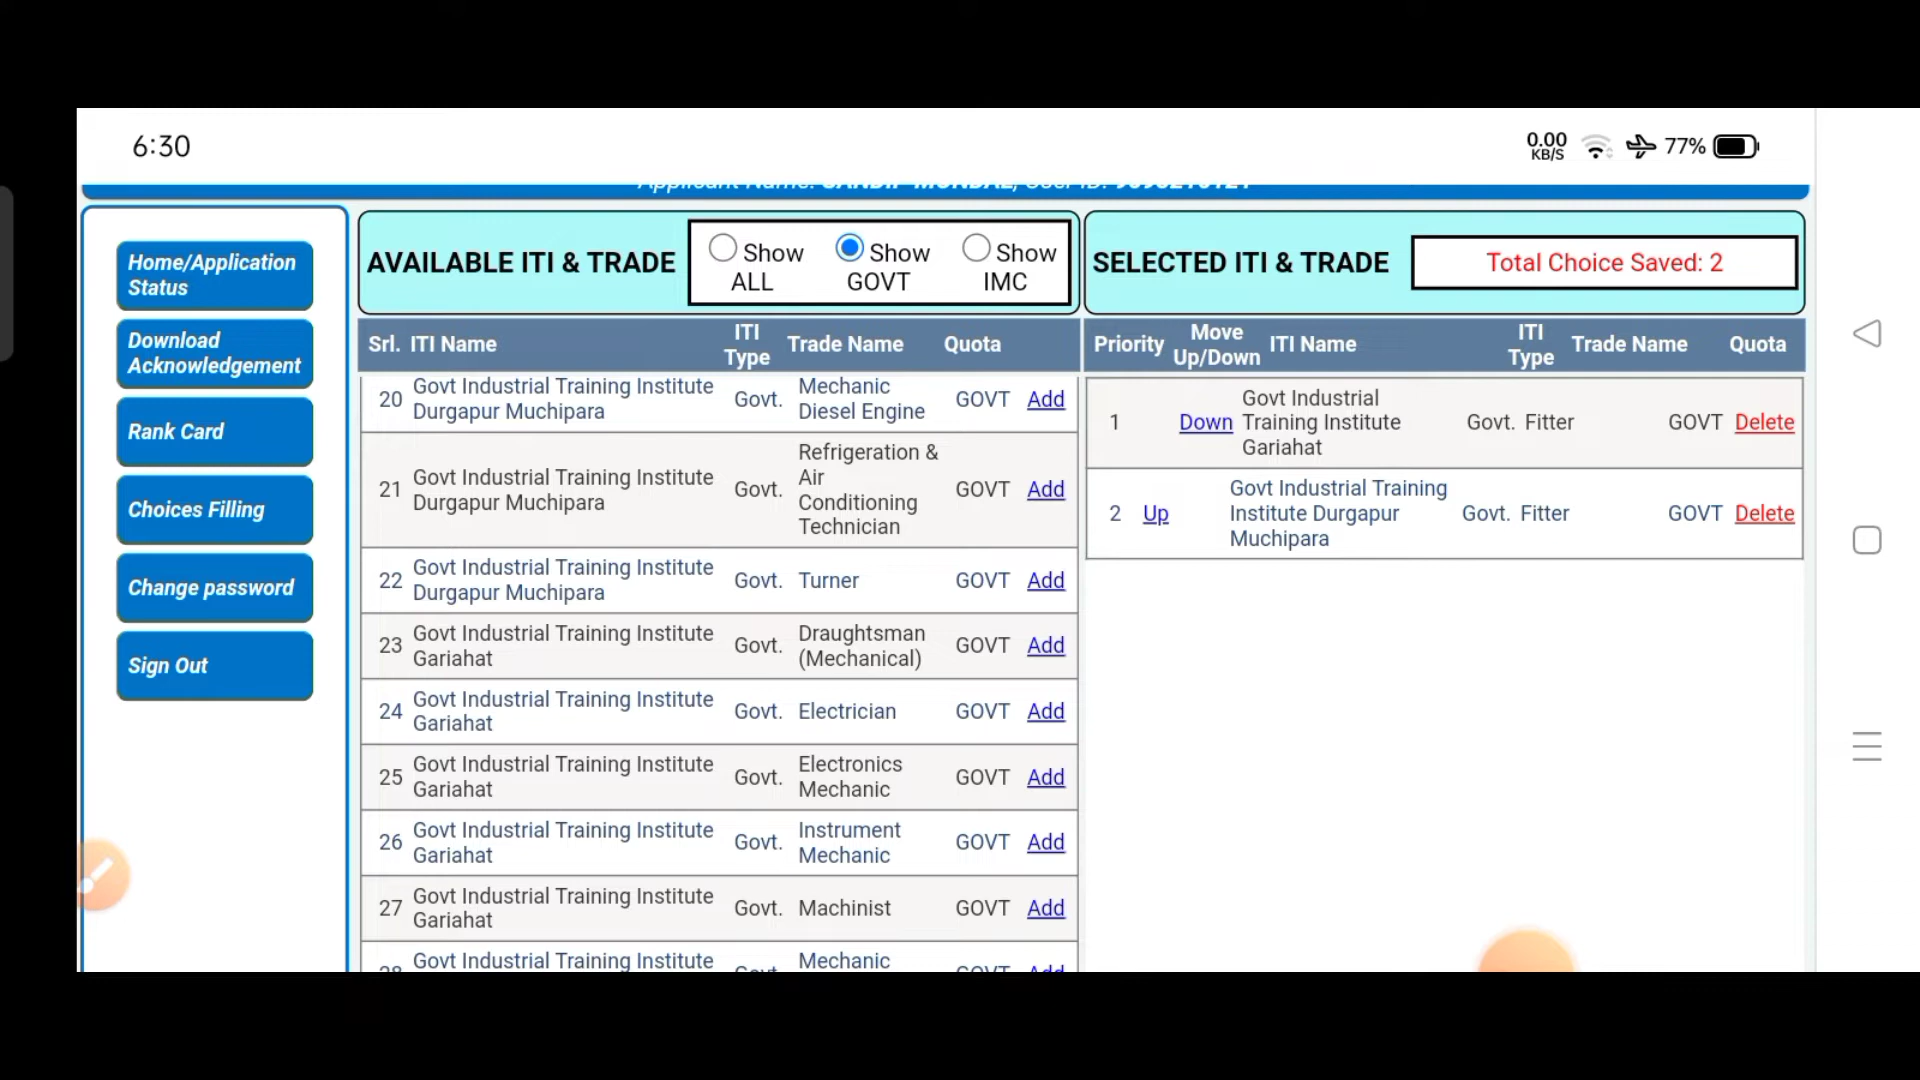 6:30
0.00
KB/S
77%
Home/Application
Status
Download
Acknowledgement
Rank Card
Choices Filling
Change password
Sign Out
AVAILABLE ITI & TRADE
Show
ALL
Show
GOVT
Show
IMC
SELECTED ITI & TRADE
Total Choice Saved: 2
Srl. ITI Name ITI Type Trade Name Quota
20 Govt Industrial Training Institute Durgapur Muchipara Govt. Mechanic Diesel Engine GOVT Add
21 Govt Industrial Training Institute Durgapur Muchipara Govt. Refrigeration & Air Conditioning Technician GOVT Add
22 Govt Industrial Training Institute Durgapur Muchipara Govt. Turner GOVT Add
23 Govt Industrial Training Institute Gariahat Govt. Draughtsman (Mechanical) GOVT Add
24 Govt Industrial Training Institute Gariahat Govt. Electrician GOVT Add
25 Govt Industrial Training Institute Gariahat Govt. Electronics Mechanic GOVT Add
26 Govt Industrial Training Institute Gariahat Govt. Instrument Mechanic GOVT Add
27 Govt Industrial Training Institute Gariahat Govt. Machinist GOVT Add
Govt Industrial Training Institute Mechanic
Priority Move Up/Down ITI Name ITI Type Trade Name Quota
1 Down Govt Industrial Training Institute Gariahat Govt. Fitter GOVT Delete
2 Up Govt Industrial Training Institute Durgapur Muchipara Govt. Fitter GOVT Delete